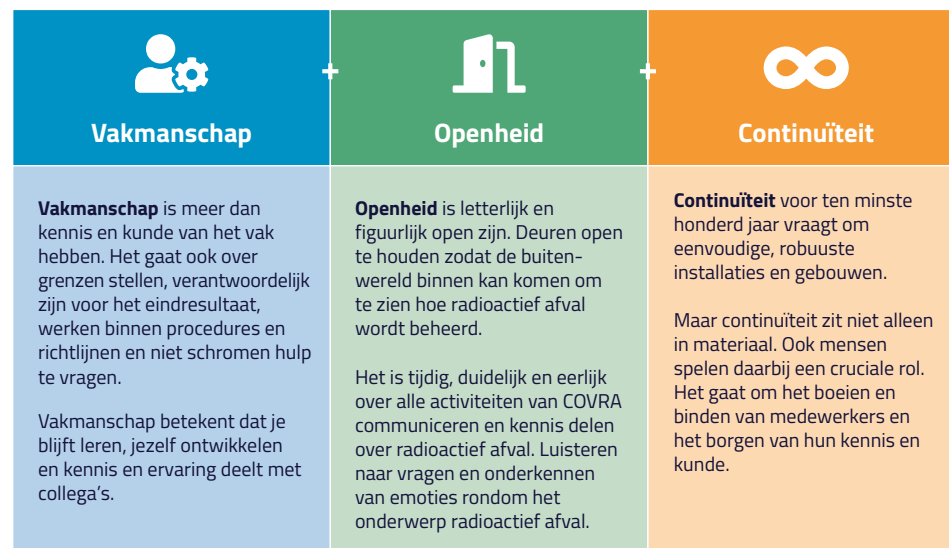 Vakmanschap
Vakmanschap is meer dan
kennis en kunde van het vak
hebben. Het gaat ook over
grenzen stellen, verantwoordelijk
zijn voor het eindresultaat,
werken binnen procedures en
richtlijnen en niet schromen hulp
te vragen.
Vakmanschap betekent dat je
blijft leren, jezelf ontwikkelen
en kennis en ervaring deelt met
collega's.
+
Openheid
Openheid is letterlijk en
figuurlijk open zijn. Deuren open
te houden zodat de buiten-
wereld binnen kan komen om
te zien hoe radioactief afval
wordt beheerd.
Het is tijdig, duidelijk en eerlijk
over alle activiteiten van COVRA
communiceren en kennis delen
over radioactief afval. Luisteren
naar vragen en onderkennen
van emoties rondom het
onderwerp radioactief afval.
+
Continuïteit
Continuïteit voor ten minste
honderd jaar vraagt om
eenvoudige, robuuste
installaties en gebouwen.
Maar continuïteit zit niet alleen
in materiaal. Ook mensen
spelen daarbij een cruciale rol.
Het gaat om het boeien en
binden van medewerkers en
het borgen van hun kennis en
kunde.